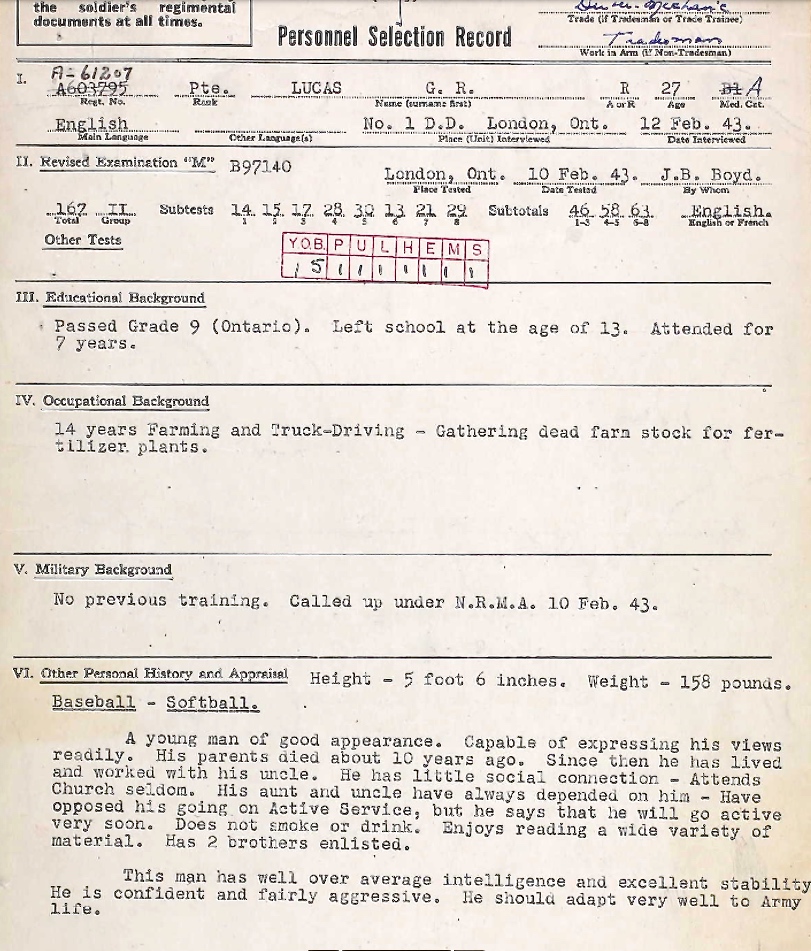 the soldier's regimental
documents at all times.
Driver-Mechanic
Trade (if Tradesman or Trade Trainee)
Personnel Selection Record
Tradesman
Work in Arm (if Non-Tradesman)
A-61207
I. A603795 Pte. LUCAS G. R. R 27 B1 A
Regt. No. Rank Name (surname first) A or R Age Med. Cat.
English No. 1 D.D. London, Ont. 12 Feb. 43.
Main Language Other Language(s) Place (Unit) Interviewed Date Interviewed
II. Revised Examination "M" B97140
London, Ont. 10 Feb. 43. J.B. Boyd.
Place Tested Date Tested By Whom
167 II Subtests 14 15 17 28 30 13 21 29 Subtotals 46 58 63 English.
Total Group 1 2 3 4 5 6 7 8 1-3 4-5 6-8 English or French
Other Tests
Y.O.B. P U L H E M S
15 1 1 1 1 1 1 1
III. Educational Background
Passed Grade 9 (Ontario). Left school at the age of 13. Attended for
7 years.
IV. Occupational Background
14 years Farming and Truck-Driving - Gathering dead farm stock for fer-
tilizer plants.
V. Military Background
No previous training. Called up under N.R.M.A. 10 Feb. 43.
VI. Other Personal History and Appraisal Height - 5 foot 6 inches. Weight - 158 pounds.
Baseball - Softball.
A young man of good appearance. Capable of expressing his views
readily. His parents died about 10 years ago. Since then he has lived
and worked with his uncle. He has little social connection - Attends
Church seldom. His aunt and uncle have always depended on him - Have
opposed his going on Active Service, but he says that he will go active
very soon. Does not smoke or drink. Enjoys reading a wide variety of
material. Has 2 brothers enlisted.
This man has well over average intelligence and excellent stability
He is confident and fairly aggressive. He should adapt very well to Army
life.